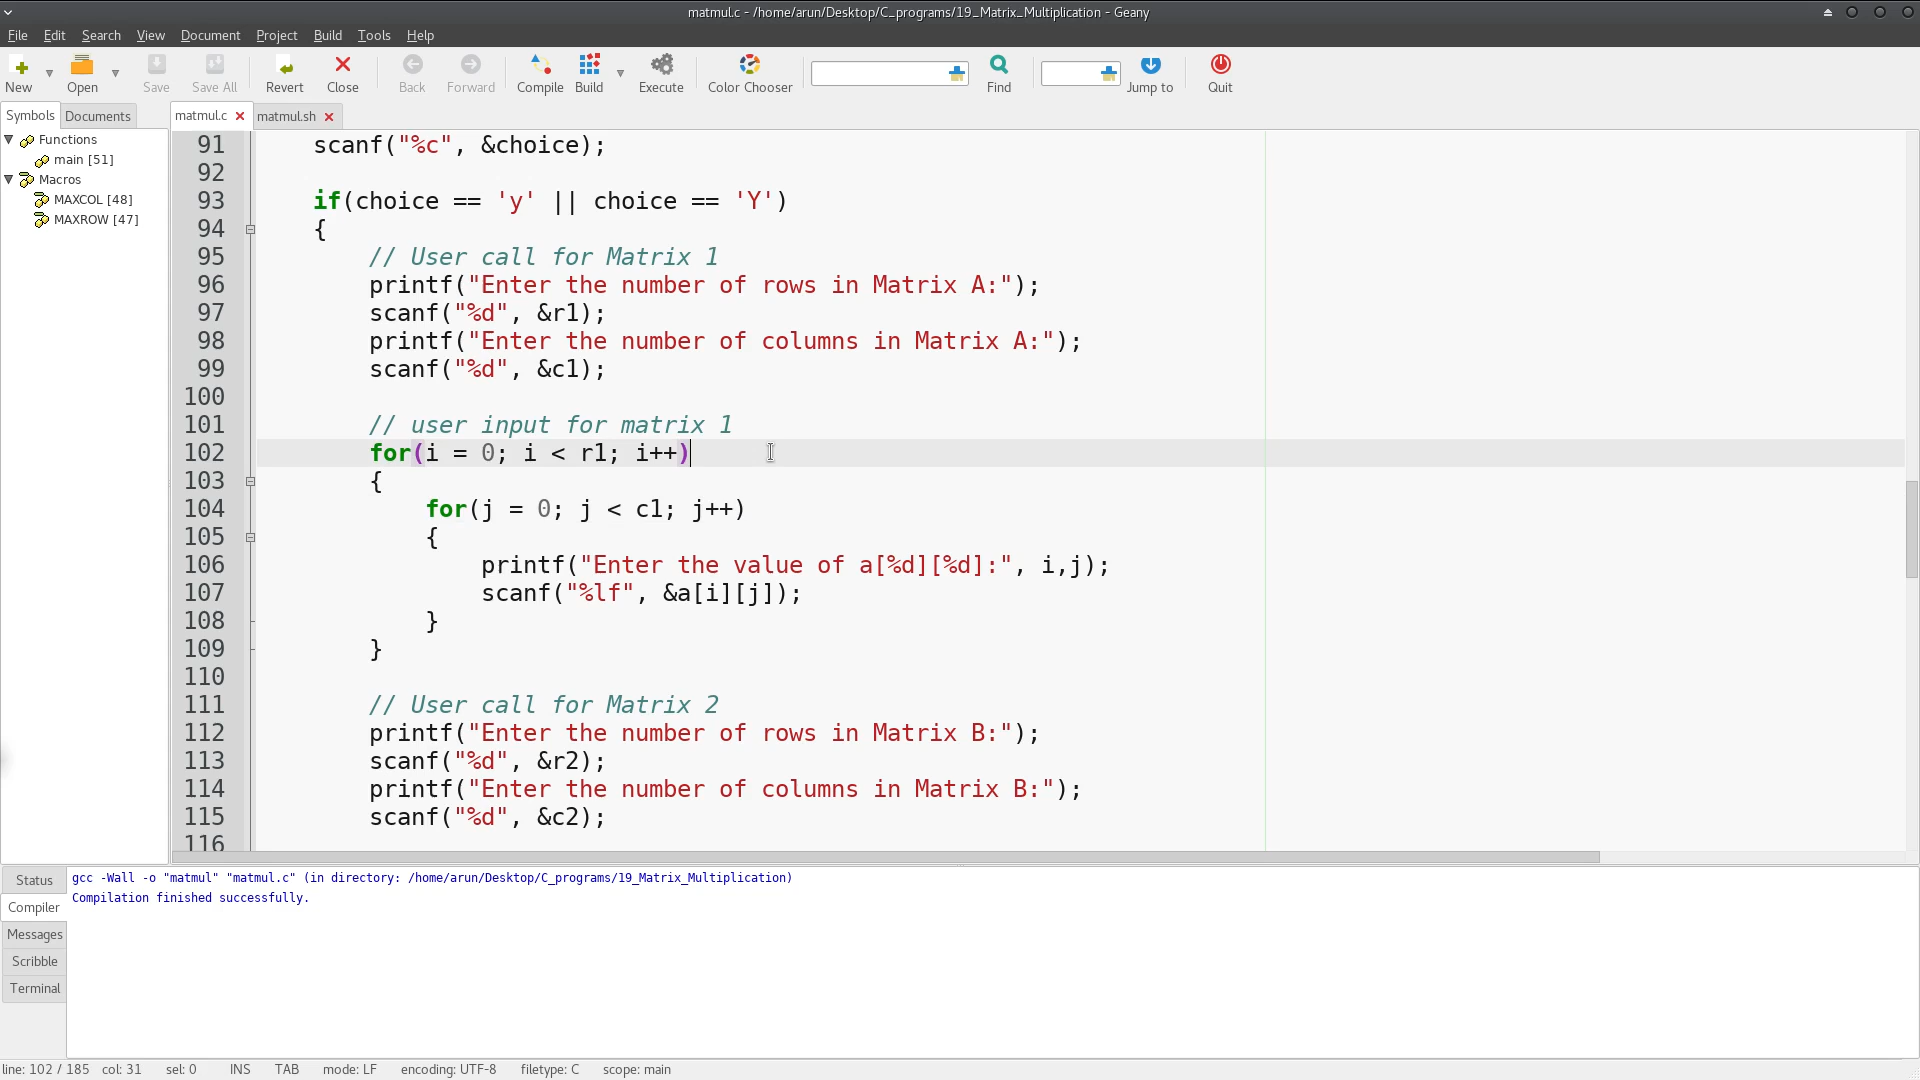 matmul.c - /home/arun/Desktop/C_programs/19_Matrix_Multiplication - Geany
File Edit Search View Document Project Build Tools Help
New Open Save Save All Revert Close Back Forward Compile Build Execute Color Chooser Find Jump to Quit
Symbols Documents matmul.c matmul.sh
Functions
main [51]
Macros
MAXCOL [48]
MAXROW [47]
91 scanf("%c", &choice);
92
93 if(choice == 'y' || choice == 'Y')
94 {
95 // User call for Matrix 1
96 printf("Enter the number of rows in Matrix A:");
97 scanf("%d", &r1);
98 printf("Enter the number of columns in Matrix A:");
99 scanf("%d", &c1);
100
101 // user input for matrix 1
102 for(i = 0; i < r1; i++)
103 {
104 for(j = 0; j < c1; j++)
105 {
106 printf("Enter the value of a[%d][%d]:", i,j);
107 scanf("%lf", &a[i][j]);
108 }
109 }
110
111 // User call for Matrix 2
112 printf("Enter the number of rows in Matrix B:");
113 scanf("%d", &r2);
114 printf("Enter the number of columns in Matrix B:");
115 scanf("%d", &c2);
116
Status
Compiler
Messages
Scribble
Terminal
gcc -Wall -o "matmul" "matmul.c" (in directory: /home/arun/Desktop/C_programs/19_Matrix_Multiplication)
Compilation finished successfully.
line: 102 / 185 col: 31 sel: 0 INS TAB mode: LF encoding: UTF-8 filetype: C scope: main